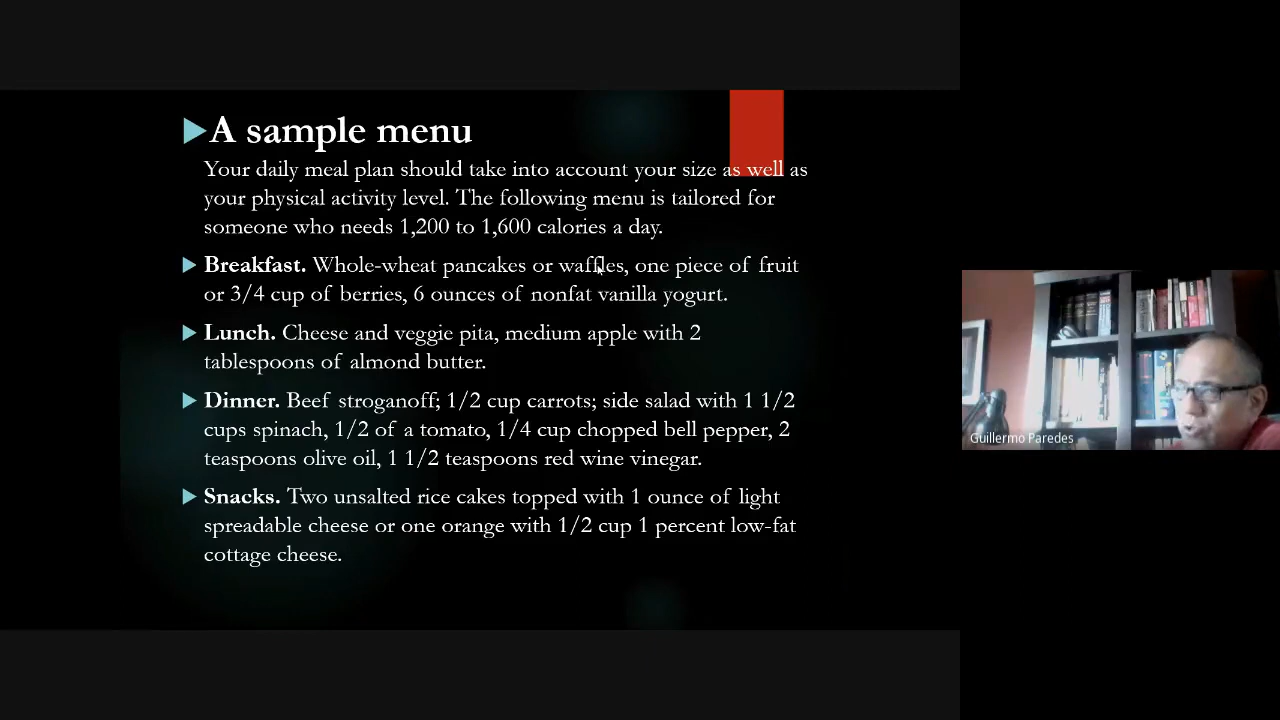 A sample menu
Your daily meal plan should take into account your size as well as
your physical activity level. The following menu is tailored for
someone who needs 1,200 to 1,600 calories a day.
Breakfast. Whole-wheat pancakes or waffles, one piece of fruit
or 3/4 cup of berries, 6 ounces of nonfat vanilla yogurt.
Lunch. Cheese and veggie pita, medium apple with 2
tablespoons of almond butter.
Dinner. Beef stroganoff; 1/2 cup carrots; side salad with 1 1/2
cups spinach, 1/2 of a tomato, 1/4 cup chopped bell pepper, 2
teaspoons olive oil, 1 1/2 teaspoons red wine vinegar.
Snacks. Two unsalted rice cakes topped with 1 ounce of light
spreadable cheese or one orange with 1/2 cup 1 percent low-fat
cottage cheese.
Guillermo Paredes